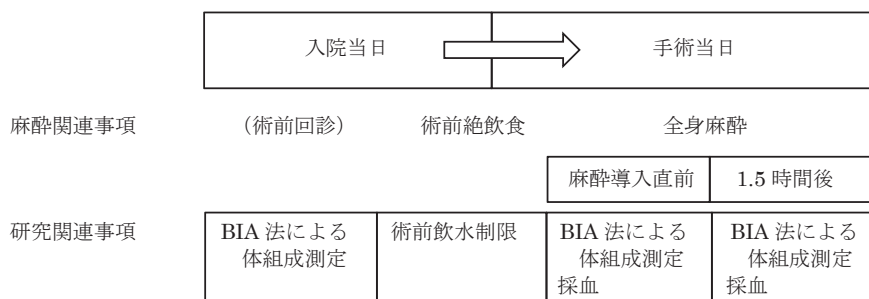 入院当日 手術当日
麻酔関連事項 （術前回診） 術前絶飲食 全身麻酔
麻酔導入直前 1.5 時間後
研究関連事項 BIA 法による 術前飲水制限 BIA 法による BIA 法による
体組成測定 体組成測定 体組成測定
採血 採血